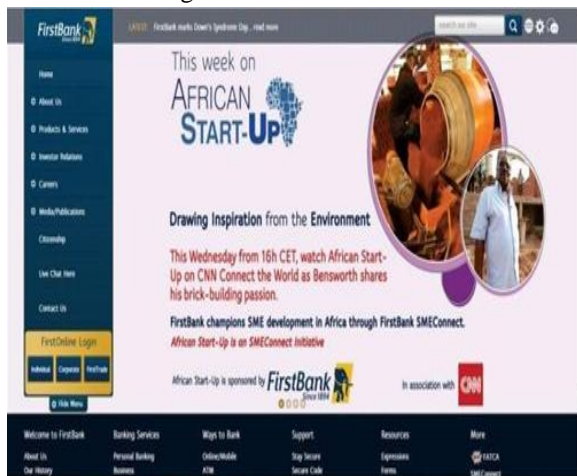 FirstBank
Since 1894
LATEST FirstBank marks Down's Syndrome Day... read more
search our site
Home
About Us
Products & Services
Investor Relations
Careers
Media/Publications
Citizenship
Live Chat Here
Contact Us
FirstOnline Login
Individual Corporate FirstTrade
Hide Menu
This week on
AFRICAN
START-UP
Drawing Inspiration from the Environment
This Wednesday from 16h CET, watch African Start-
Up on CNN Connect the World as Bensworth shares
his brick-building passion.
FirstBank champions SME development in Africa through FirstBank SMEConnect.
African Start-Up is an SMEConnect Initiative
African Start-Up is sponsored by FirstBank
Since 1894
In association with CNN
Welcome to FirstBank Banking Services Ways to Bank Support Resources More
About Us Personal Banking Online/Mobile Stay Secure Expressions FATCA
Our History Business ATM Secure Code Forms SMEConnect